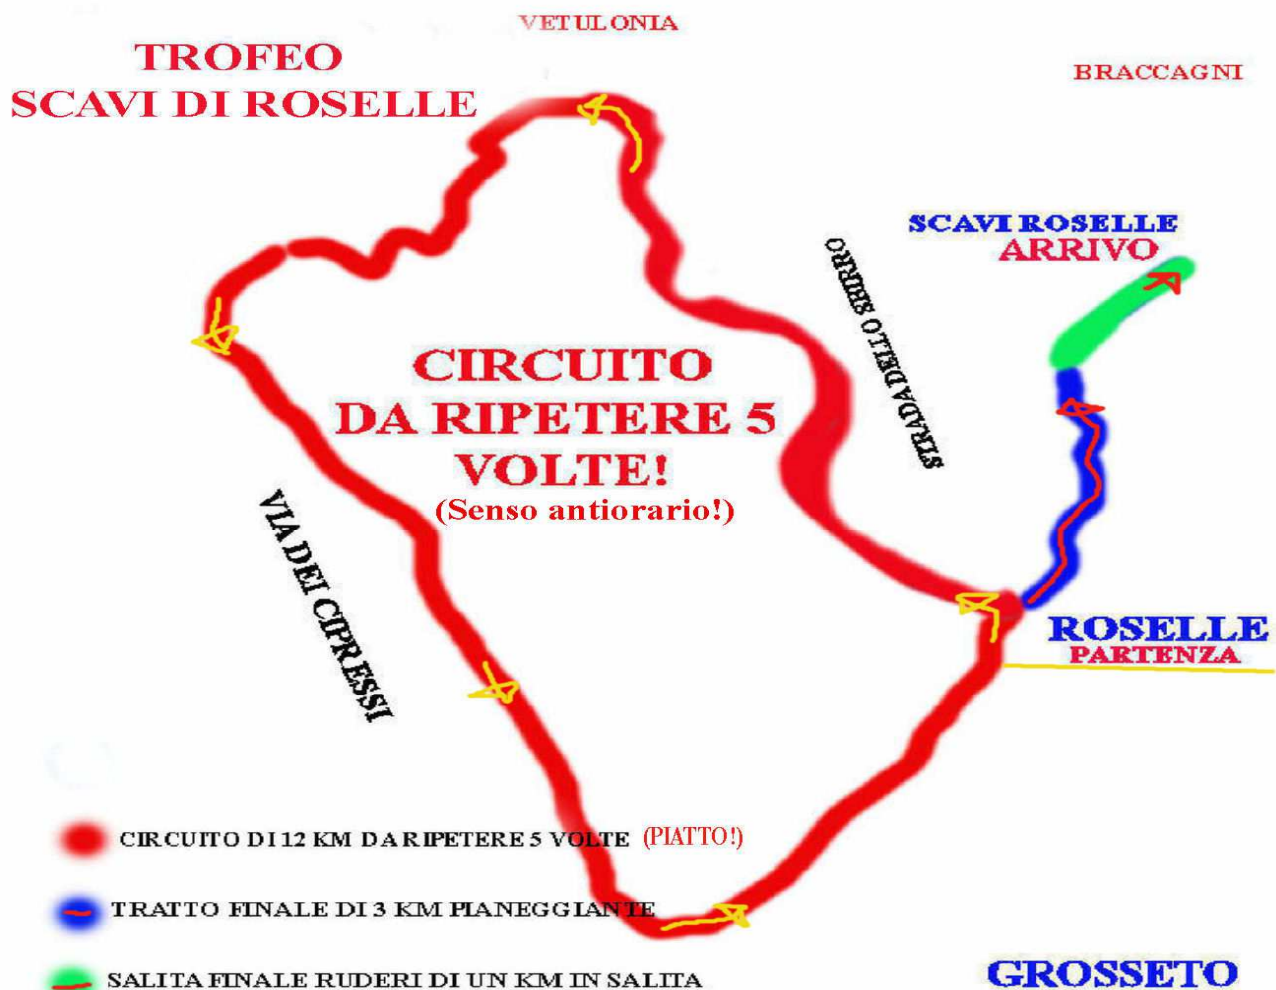 VETULONIA
TROFEO
SCAVI DI ROSELLE
BRACCAGNI
SCAVI ROSELLE
ARRIVO
STRADA DELLO SBIRRO
CIRCUITO
DA RIPETERE 5
VOLTE!
(Senso antiorario!)
VIA DEI CIPRESSI
ROSELLE
PARTENZA
CIRCUITO DI 12 KM DA RIPETERE 5 VOLTE (PIATTO!)
TRATTO FINALE DI 3 KM PIANEGGIANTE
SALITA FINALE RUDERI DI UN KM IN SALITA
GROSSETO